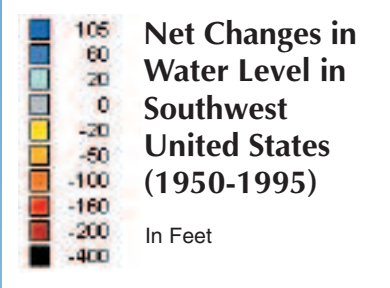 105
60
20
0
-20
-50
-100
-160
-200
-400
Net Changes in
Water Level in
Southwest
United States
(1950-1995)
In Feet